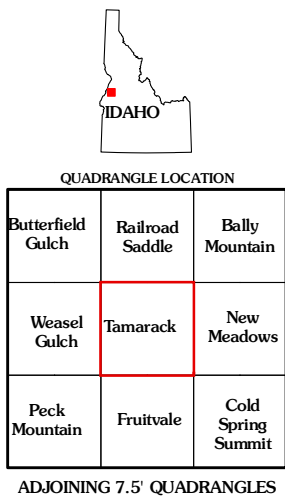 IDAHO
QUADRANGLE LOCATION
Butterfield
Gulch
Railroad
Saddle
Bally
Mountain
Weasel
Gulch
Tamarack
New
Meadows
Peck
Mountain
Fruitvale
Cold
Spring
Summit
ADJOINING 7.5' QUADRANGLES